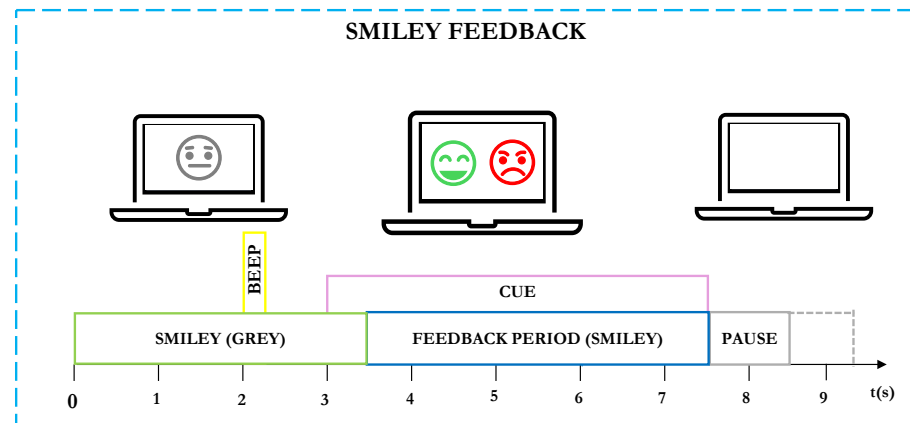 SMILEY FEEDBACK
BEEP
CUE
SMILEY (GREY)
FEEDBACK PERIOD (SMILEY)
PAUSE
0 1 2 3 4 5 6 7 8 9 t(s)